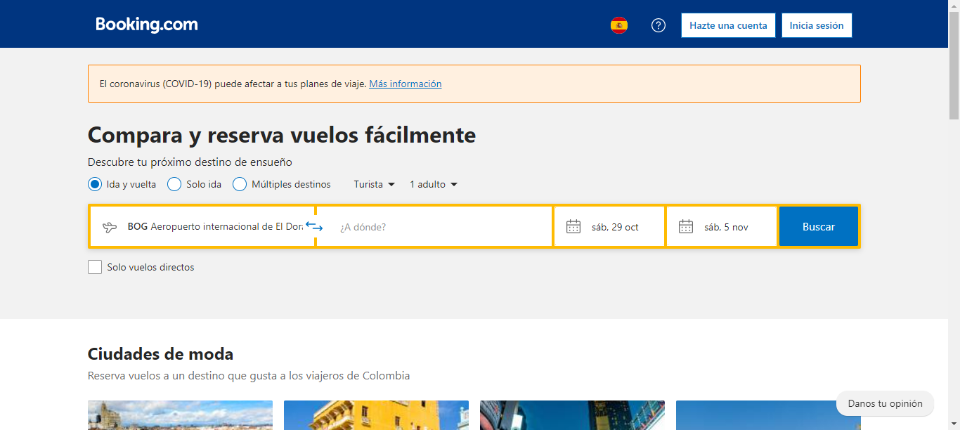 Booking.com
Hazte una cuenta
Inicia sesión
El coronavirus (COVID-19) puede afectar a tus planes de viaje. Más información
Compara y reserva vuelos fácilmente
Descubre tu próximo destino de ensueño
Ida y vuelta
Solo ida
Múltiples destinos
Turista
1 adulto
BOG Aeropuerto internacional de El
¿A dónde?
sáb, 29 oct
sáb, 5 nov
Buscar
Solo vuelos directos
Ciudades de moda
Reserva vuelos a un destino que gusta a los viajeros de Colombia
Danos tu opinión